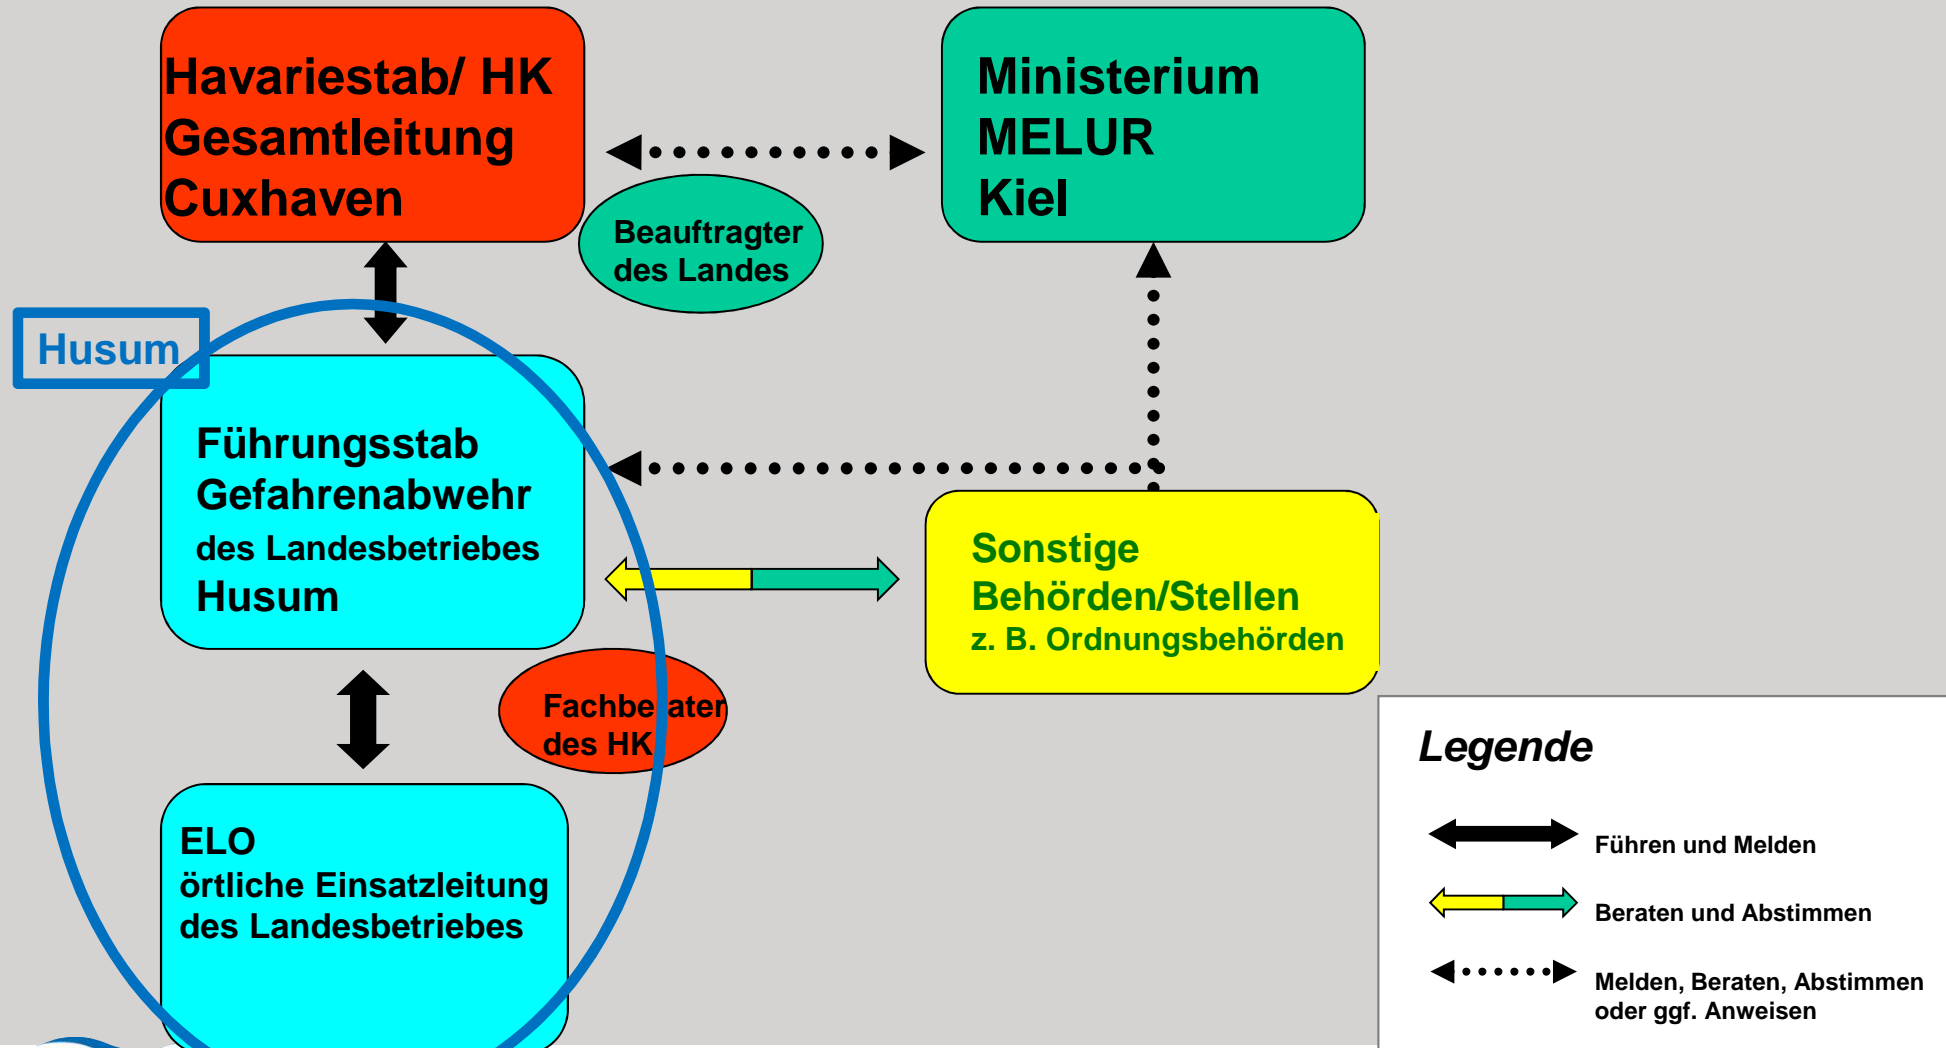 Havariestab/ HK
Gesamtleitung
Cuxhaven
Ministerium
MELUR
Kiel
Beauftragter
des Landes
Husum
Führungsstab
Gefahrenabwehr
des Landesbetriebes
Husum
Sonstige
Behörden/Stellen
z. B. Ordnungsbehörden
Fachberater
des HK
ELO
örtliche Einsatzleitung
des Landesbetriebes
Legende
Führen und Melden
Beraten und Abstimmen
Melden, Beraten, Abstimmen
oder ggf. Anweisen